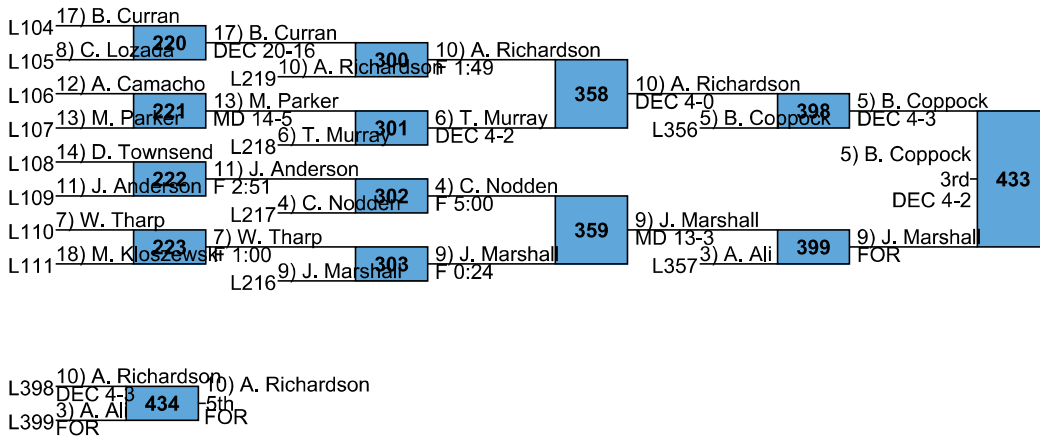 L104 17) B. Curran
220
L105 8) C. Lozada
17) B. Curran
DEC 20-16
300
L219 10) A. Richardson
10) A. Richardson
F 1:49
L106 12) A. Camacho
221
L107 13) M. Parker
13) M. Parker
MD 14-5
301
L218 6) T. Murray
6) T. Murray
DEC 4-2
358
10) A. Richardson
DEC 4-0
398
L356 5) B. Coppock
5) B. Coppock
DEC 4-3
L108 14) D. Townsend
222
L109 11) J. Anderson
11) J. Anderson
F 2:51
302
L217 4) C. Nodden
4) C. Nodden
F 5:00
L110 7) W. Tharp
223
L111 18) M. Kloszewski
7) W. Tharp
F 1:00
303
L216 9) J. Marshall
9) J. Marshall
F 0:24
359
9) J. Marshall
MD 13-3
399
L357 3) A. Ali
9) J. Marshall
FOR
433
5) B. Coppock
3rd
DEC 4-2
L398 10) A. Richardson
DEC 4-3
434
L399 3) A. Ali
FOR
10) A. Richardson
5th
FOR